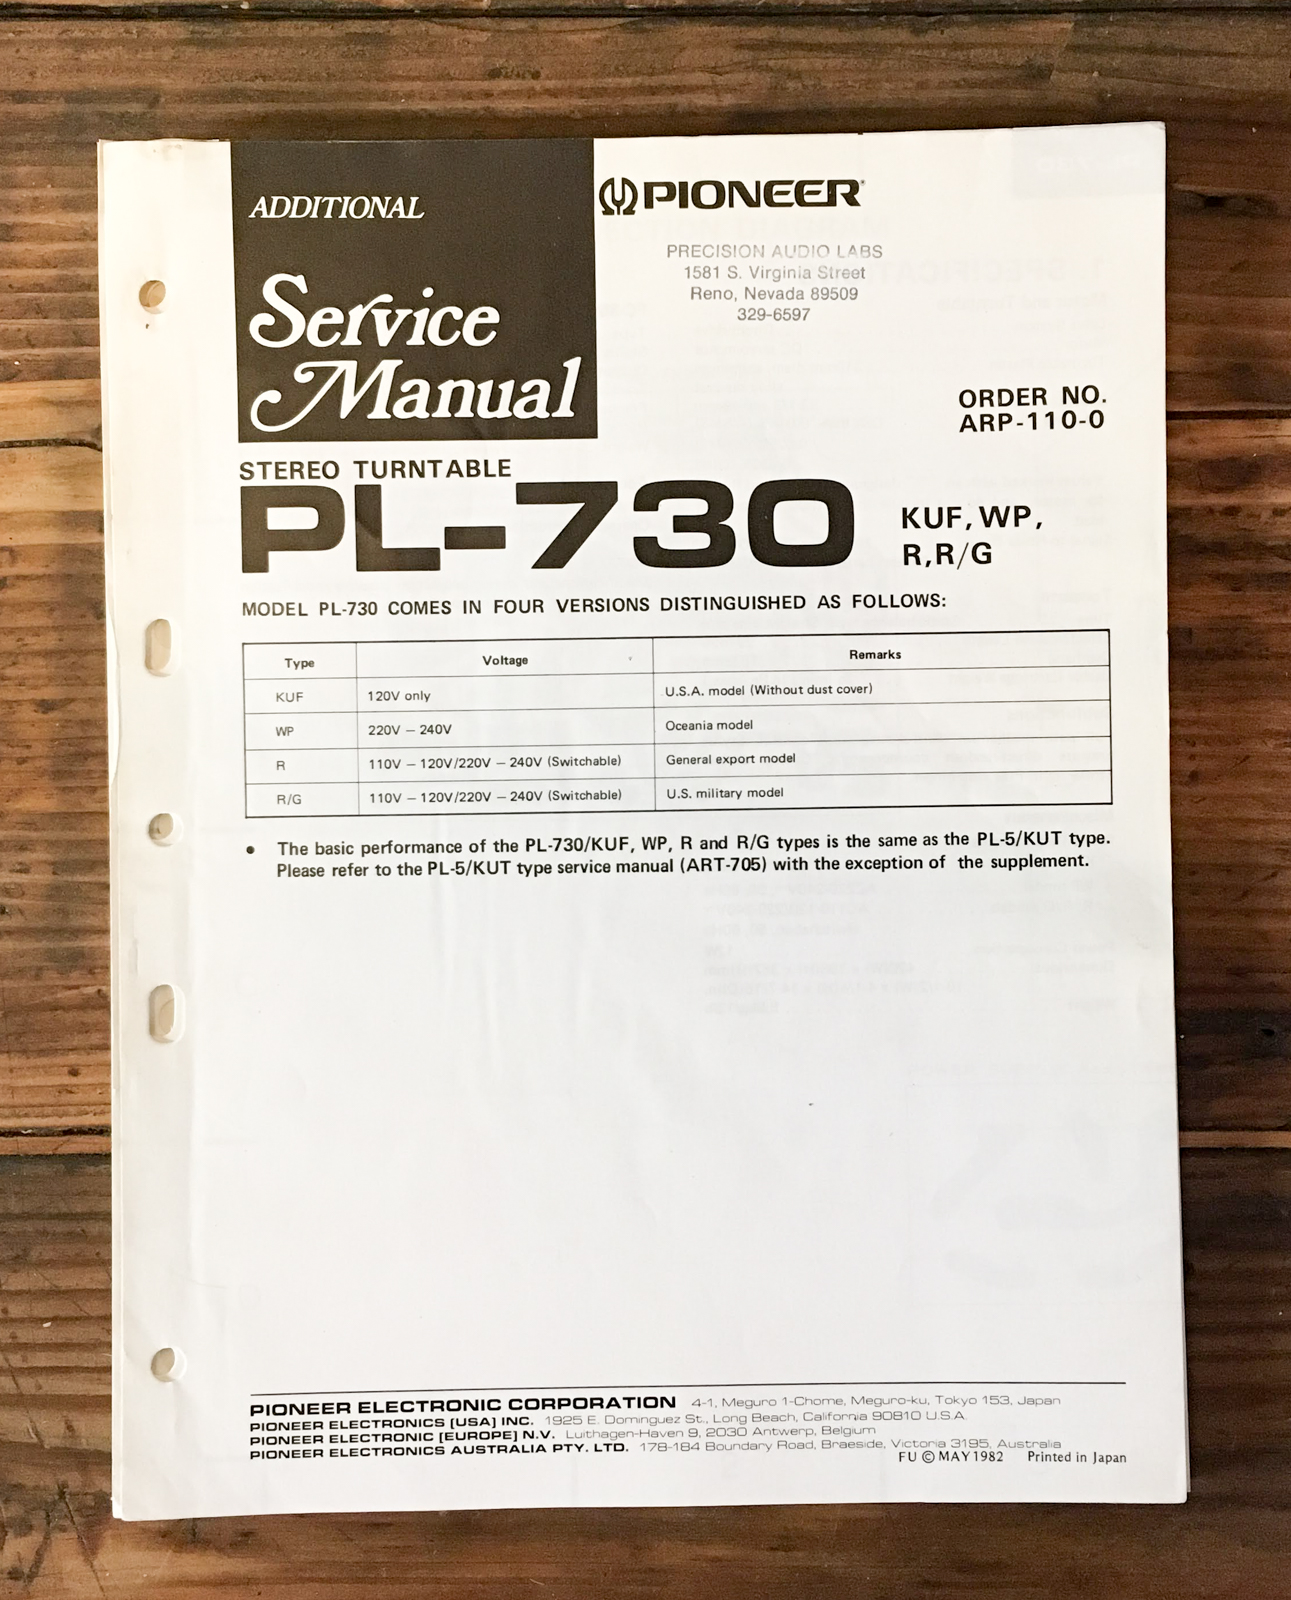 ADDITIONAL
Service
Manual
PIONEER®
PRECISION AUDIO LABS
1581 S. Virginia Street
Reno, Nevada 89509
329-6597
ORDER NO.
ARP-110-0
STEREO TURNTABLE
PL-730
KUF, WP,
R, R/G
MODEL PL-730 COMES IN FOUR VERSIONS DISTINGUISHED AS FOLLOWS:
Type Voltage Remarks
KUF 120V only U.S.A. model (Without dust cover)
WP 220V – 240V Oceania model
R 110V – 120V/220V – 240V (Switchable) General export model
R/G 110V – 120V/220V – 240V (Switchable) U.S. military model
● The basic performance of the PL-730/KUF, WP, R and R/G types is the same as the PL-5/KUT type.
Please refer to the PL-5/KUT type service manual (ART-705) with the exception of the supplement.
PIONEER ELECTRONIC CORPORATION 4-1, Meguro 1-Chome, Meguro-ku, Tokyo 153, Japan
PIONEER ELECTRONICS [USA] INC. 1925 E. Dominguez St., Long Beach, California 90810 U.S.A.
PIONEER ELECTRONIC [EUROPE] N.V. Luithagen-Haven 9, 2030 Antwerp, Belgium
PIONEER ELECTRONICS AUSTRALIA PTY. LTD. 178-184 Boundary Road, Braeside, Victoria 3195, Australia
FU © MAY 1982 Printed in Japan